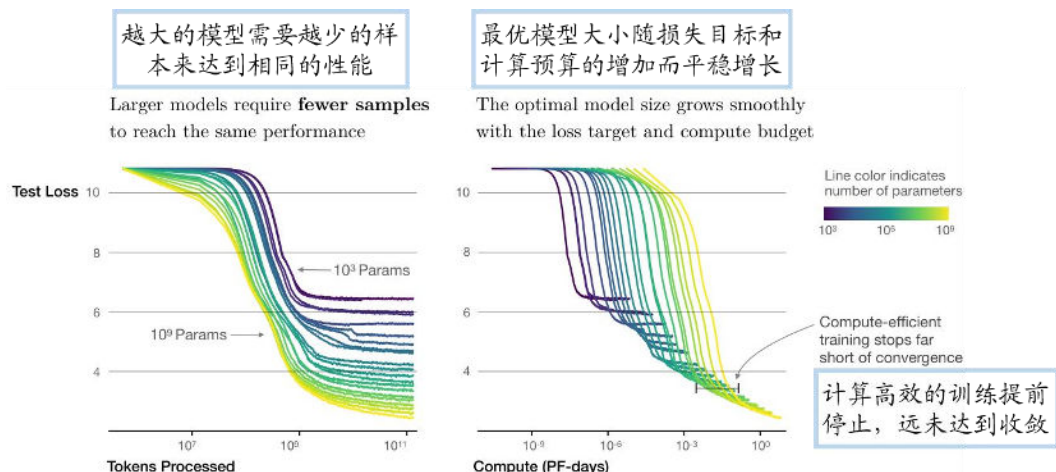 越大的模型需要越少的样
本来达到相同的性能
最优模型大小随损失目标和
计算预算的增加而平稳增长
Larger models require fewer samples
to reach the same performance
The optimal model size grows smoothly
with the loss target and compute budget
Test Loss
10
8
6
4
10³ Params
10⁹ Params
10⁷
10⁹
10¹¹
Tokens Processed
10
8
6
4
Line color indicates
number of parameters
10³
10⁶
10⁹
Compute-efficient
training stops far
short of convergence
计算高效的训练提前
停止，远未达到收敛
10⁻⁹
10⁻⁶
10⁻³
10⁰
Compute (PF-days)